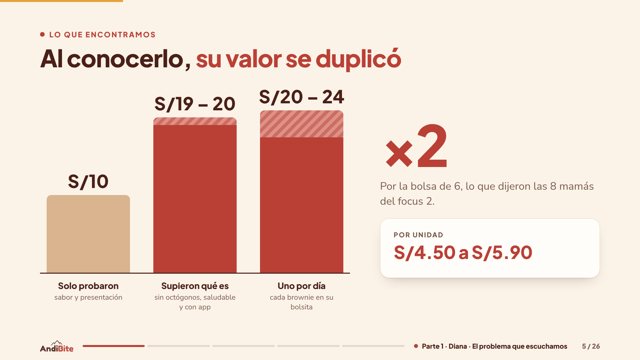 LO QUE ENCONTRAMOS
Al conocerlo, su valor se duplicó
S/10
S/19 – 20
S/20 – 24
Solo probaron
sabor y presentación
Supieron qué es
sin octógonos, saludable
y con app
Uno por día
cada brownie en su
bolsita
×2
Por la bolsa de 6, lo que dijeron las 8 mamás
del focus 2.
POR UNIDAD
S/4.50 a S/5.90
AndiBite
Parte 1 · Diana · El problema que escuchamos
5 / 26